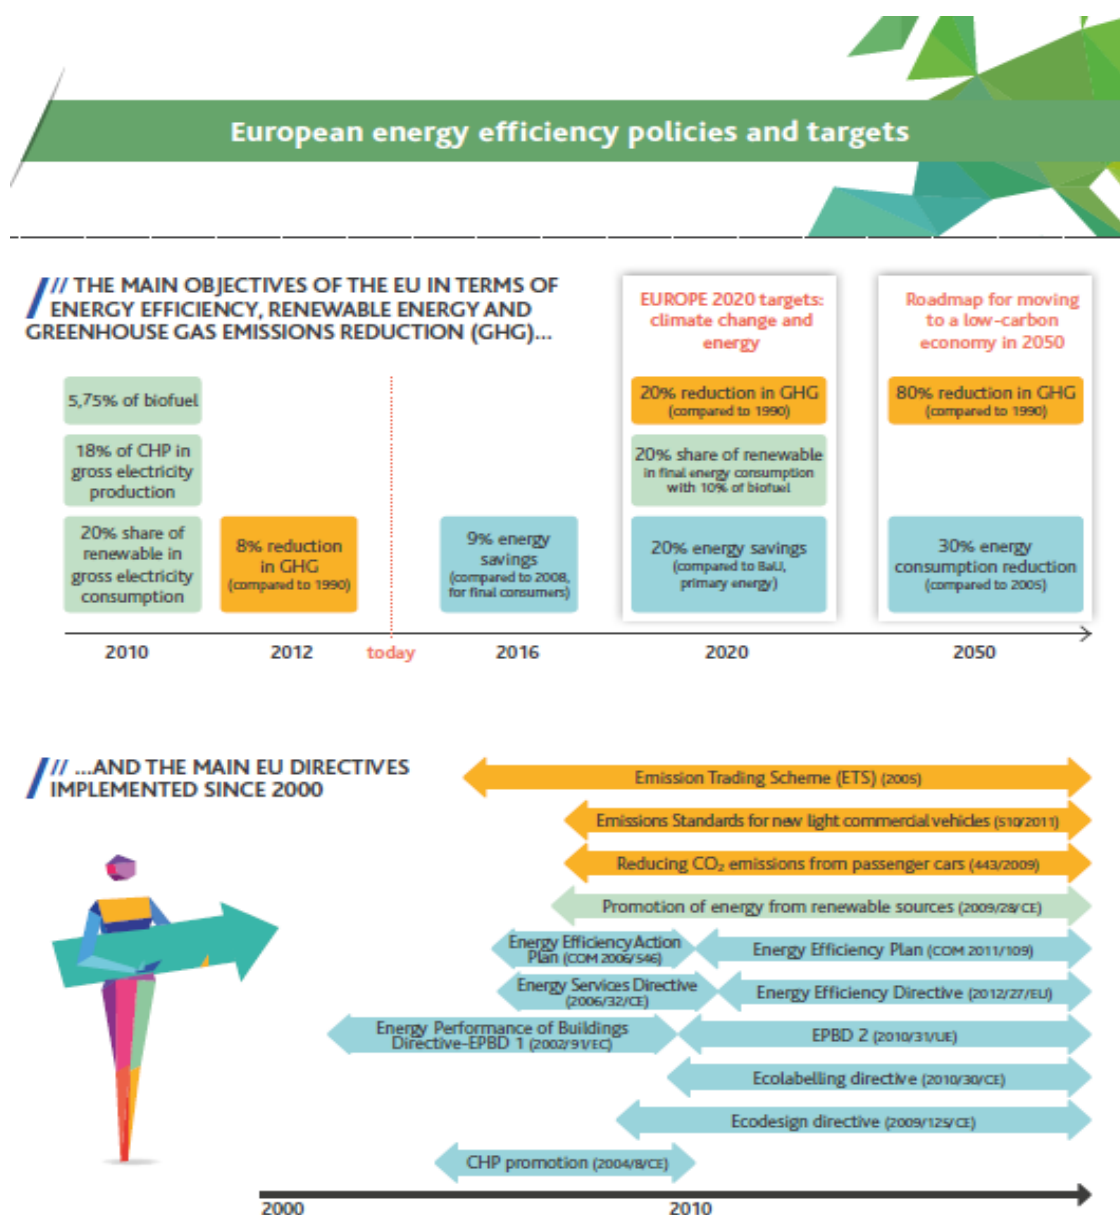 European energy efficiency policies and targets
// THE MAIN OBJECTIVES OF THE EU IN TERMS OF
ENERGY EFFICIENCY, RENEWABLE ENERGY AND
GREENHOUSE GAS EMISSIONS REDUCTION (GHG)...
EUROPE 2020 targets:
climate change and
energy
Roadmap for moving
to a low-carbon
economy in 2050
5,75% of biofuel
18% of CHP in
gross electricity
production
20% share of
renewable in
gross electricity
consumption
8% reduction
in GHG
(compared to 1990)
9% energy
savings
(compared to 2008,
for final consumers)
20% reduction in GHG
(compared to 1990)
20% share of renewable
in final energy consumption
with 10% of biofuel
20% energy savings
(compared to BaU,
primary energy)
80% reduction in GHG
(compared to 1990)
30% energy
consumption reduction
(compared to 2005)
2010
2012
today
2016
2020
2050
// ...AND THE MAIN EU DIRECTIVES
IMPLEMENTED SINCE 2000
Emission Trading Scheme (ETS) (2005)
Emissions Standards for new light commercial vehicles (510/2011)
Reducing CO₂ emissions from passenger cars (443/2009)
Promotion of energy from renewable sources (2009/28/CE)
Energy Efficiency Action
Plan (COM 2006/546)
Energy Efficiency Plan (COM 2011/109)
Energy Services Directive
(2006/32/CE)
Energy Efficiency Directive (2012/27/EU)
Energy Performance of Buildings
Directive-EPBD 1 (2002/91/EC)
EPBD 2 (2010/31/UE)
Ecolabelling directive (2010/30/CE)
Ecodesign directive (2009/125/CE)
CHP promotion (2004/8/CE)
2000
2010